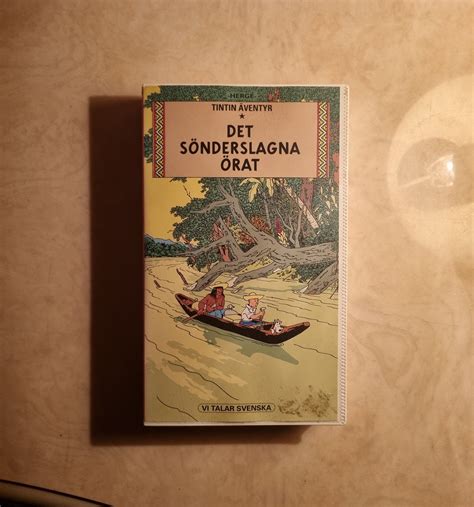 HERGÉ
TINTIN ÄVENTYR
DET
SÖNDERSLAGNA
ÖRAT
VI TALAR SVENSKA